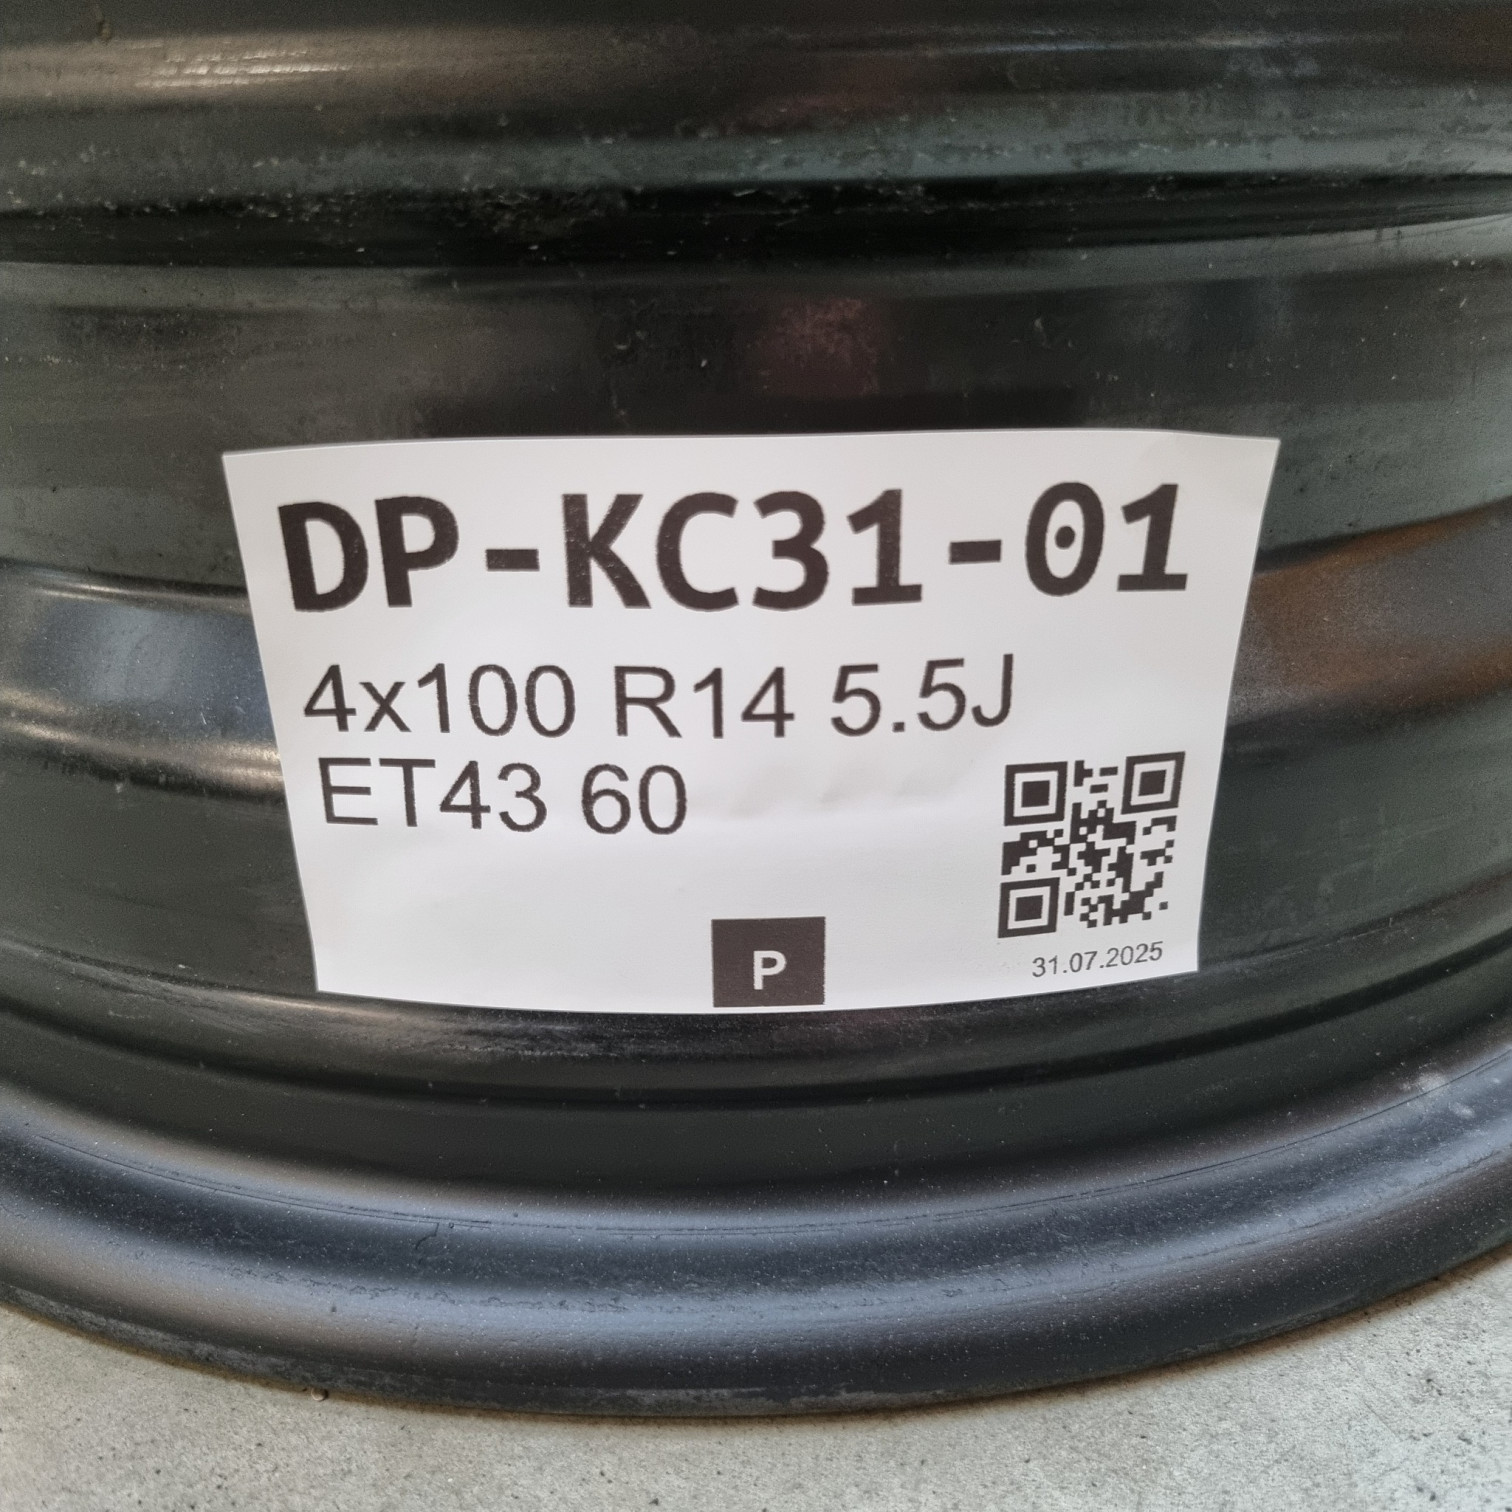 DP-KC31-01
4x100 R14 5.5J
ET43 60
P
31.07.2025